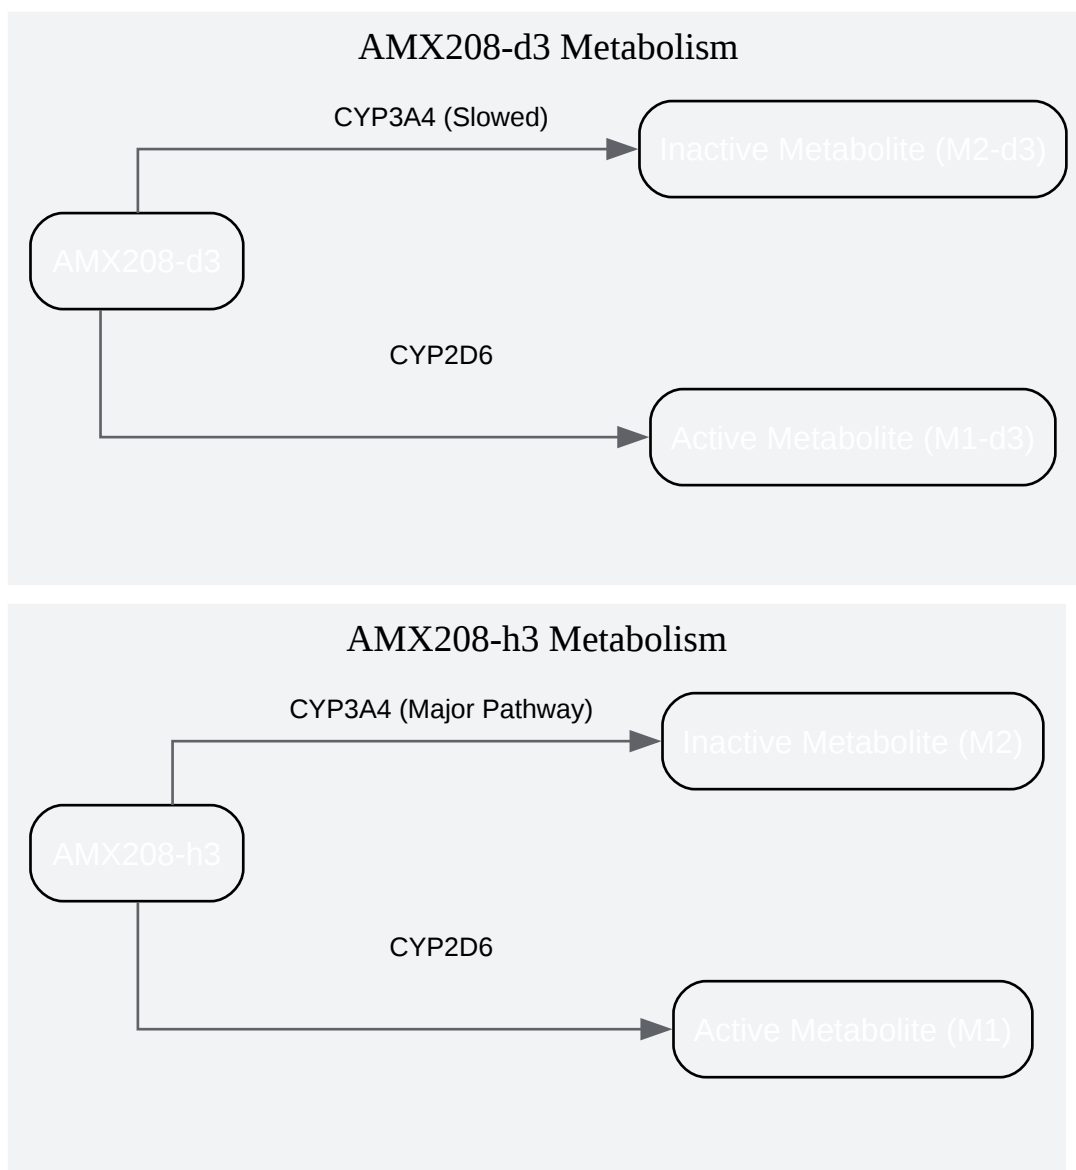 AMX208-d3 Metabolism
CYP3A4 (Slowed)
Inactive Metabolite (M2-d3)
AMX208-d3
CYP2D6
Active Metabolite (M1-d3)
AMX208-h3 Metabolism
CYP3A4 (Major Pathway)
Inactive Metabolite (M2)
AMX208-h3
CYP2D6
Active Metabolite (M1)